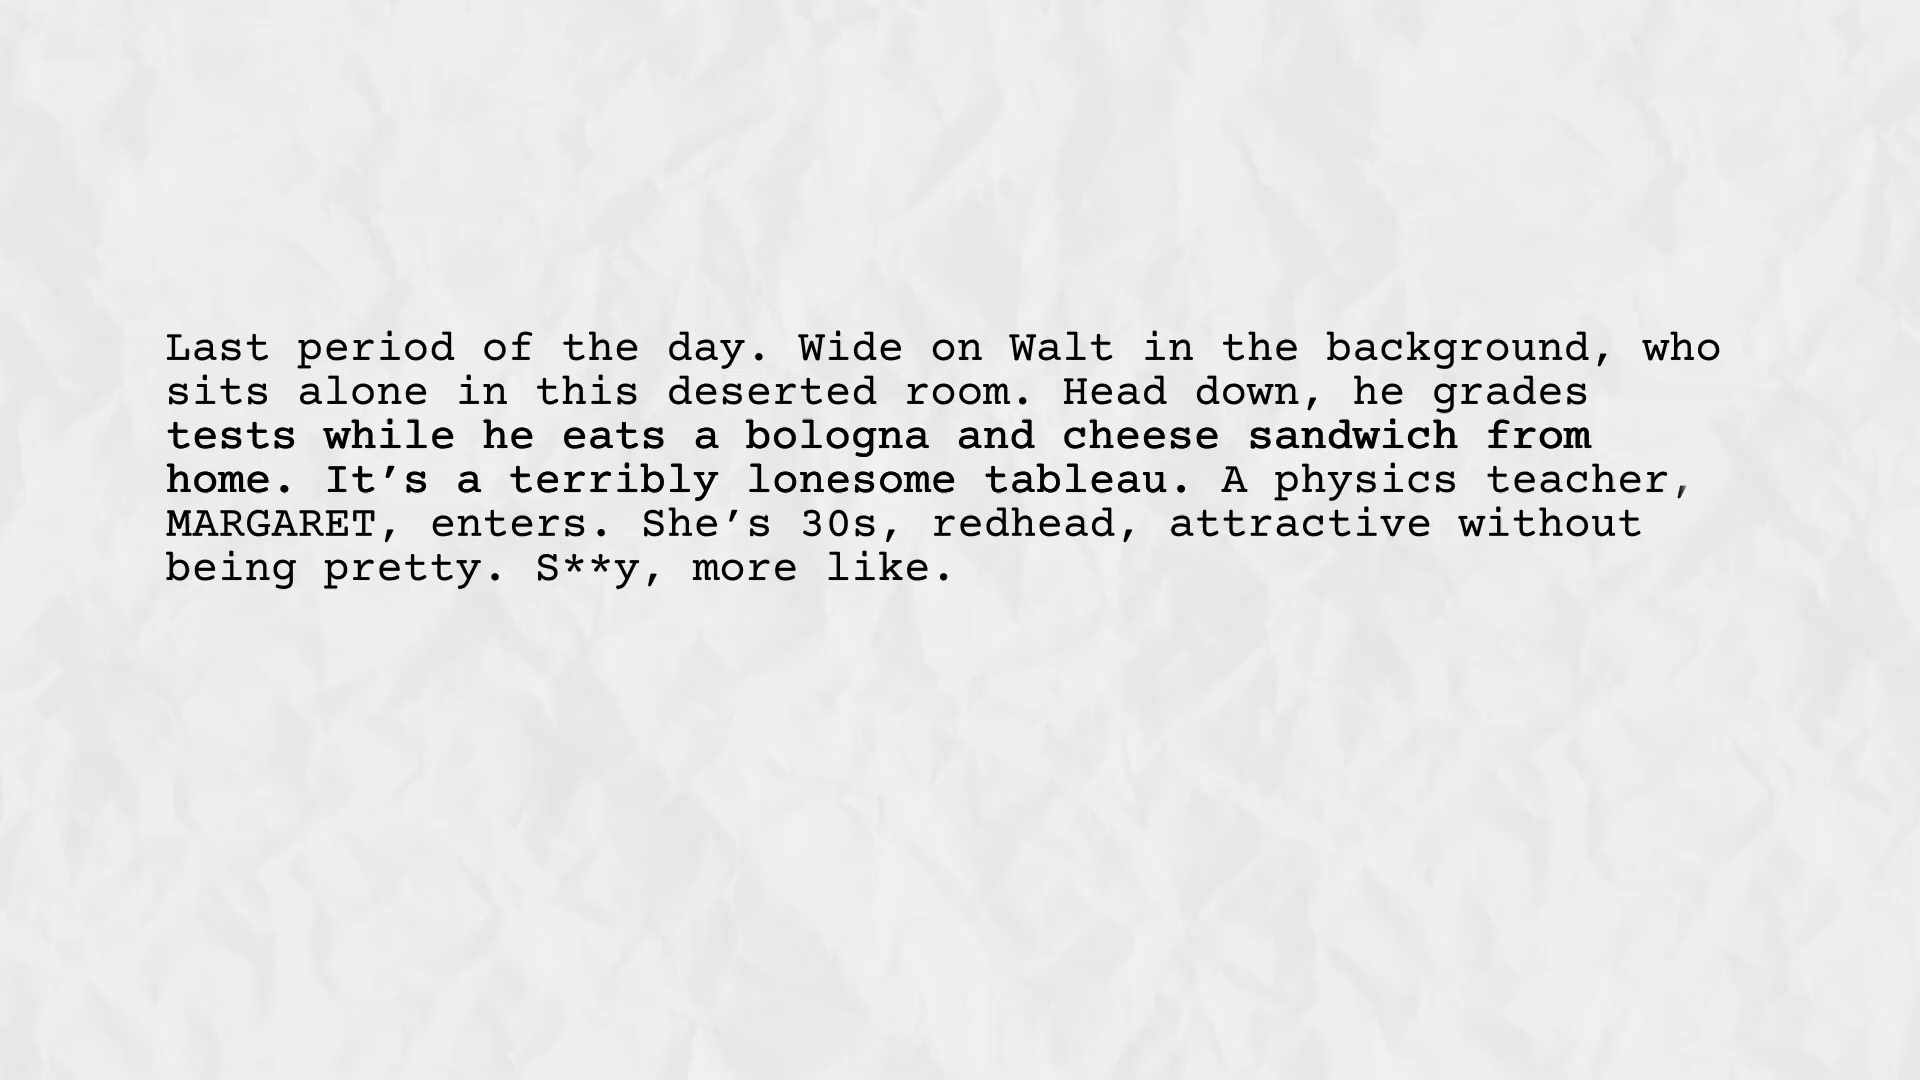 Last period of the day. Wide on Walt in the background, who
sits alone in this deserted room. Head down, he grades
tests while he eats a bologna and cheese sandwich from
home. It’s a terribly lonesome tableau. A physics teacher,
MARGARET, enters. She’s 30s, redhead, attractive without
being pretty. S**y, more like.